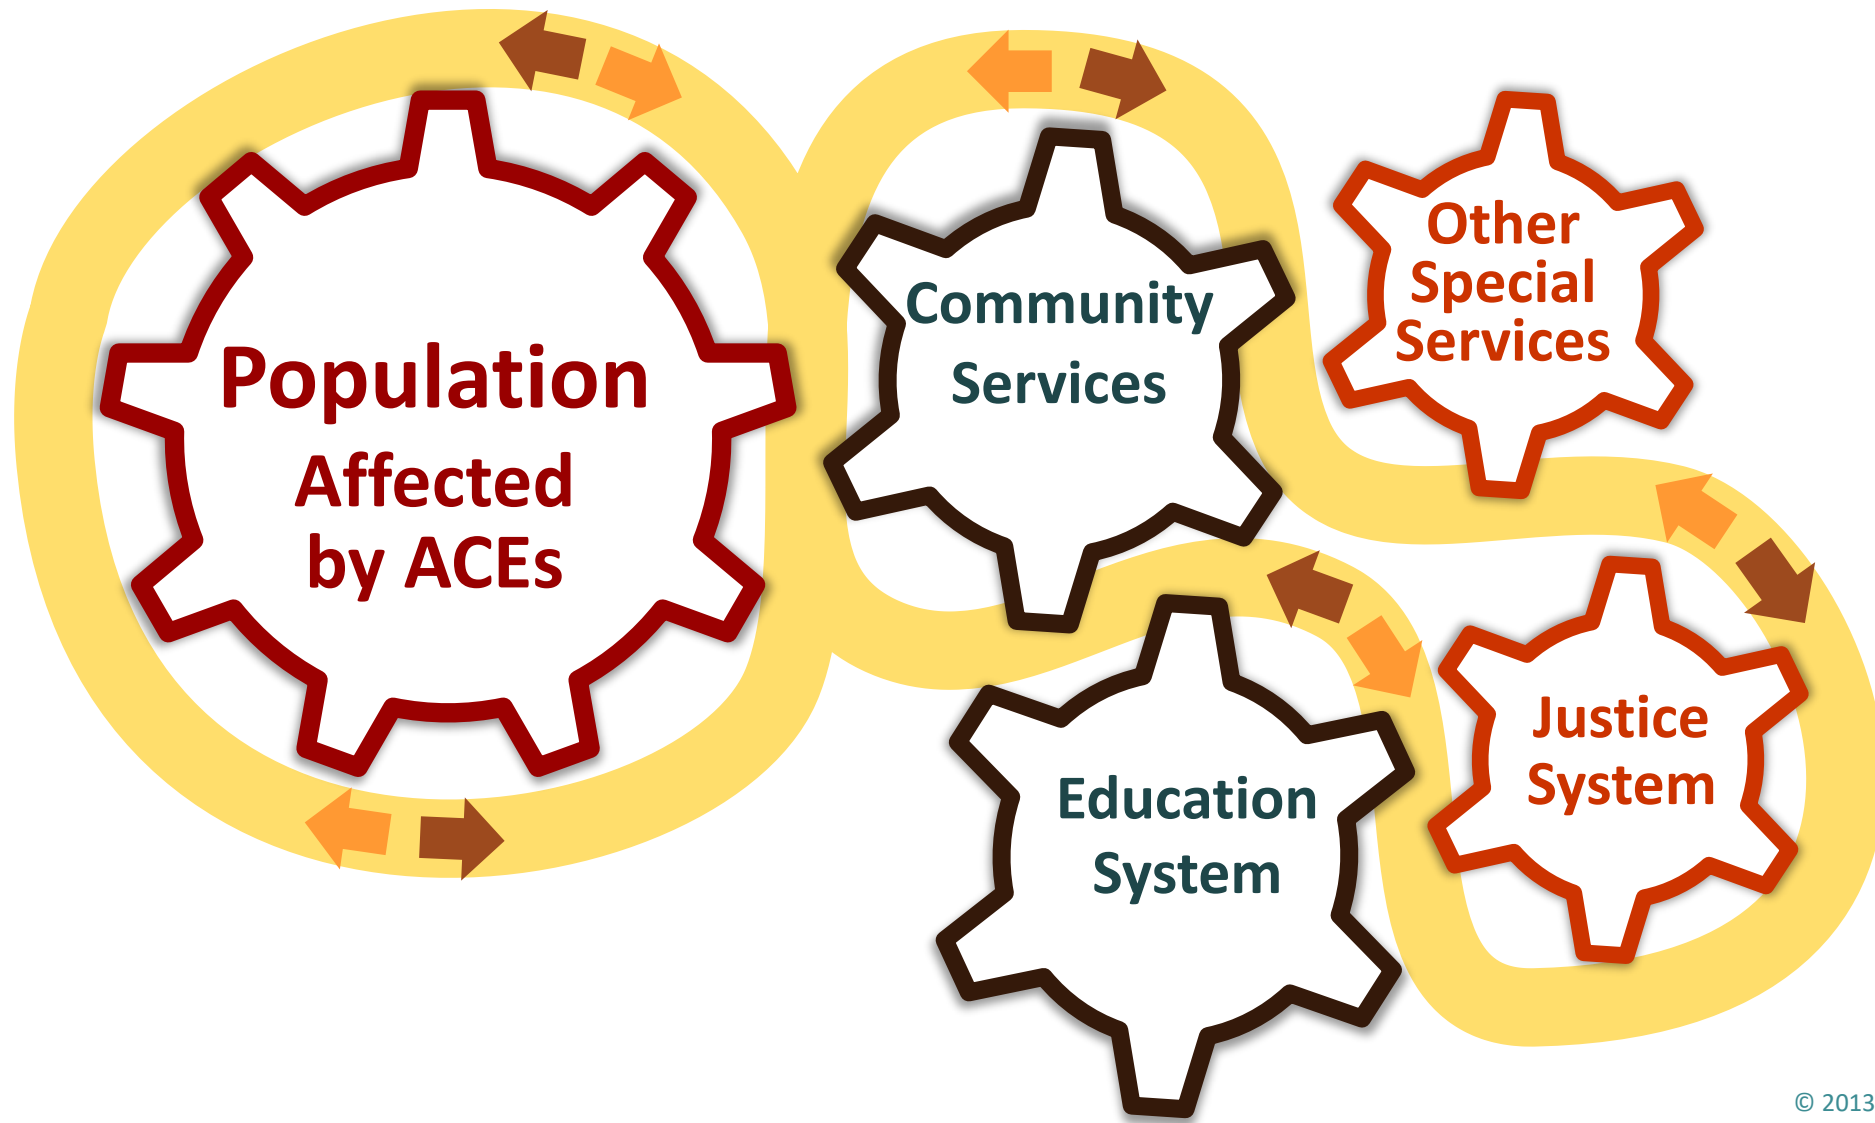 Population
Affected
by ACEs
Community
Services
Other
Special
Services
Education
System
Justice
System
© 2013